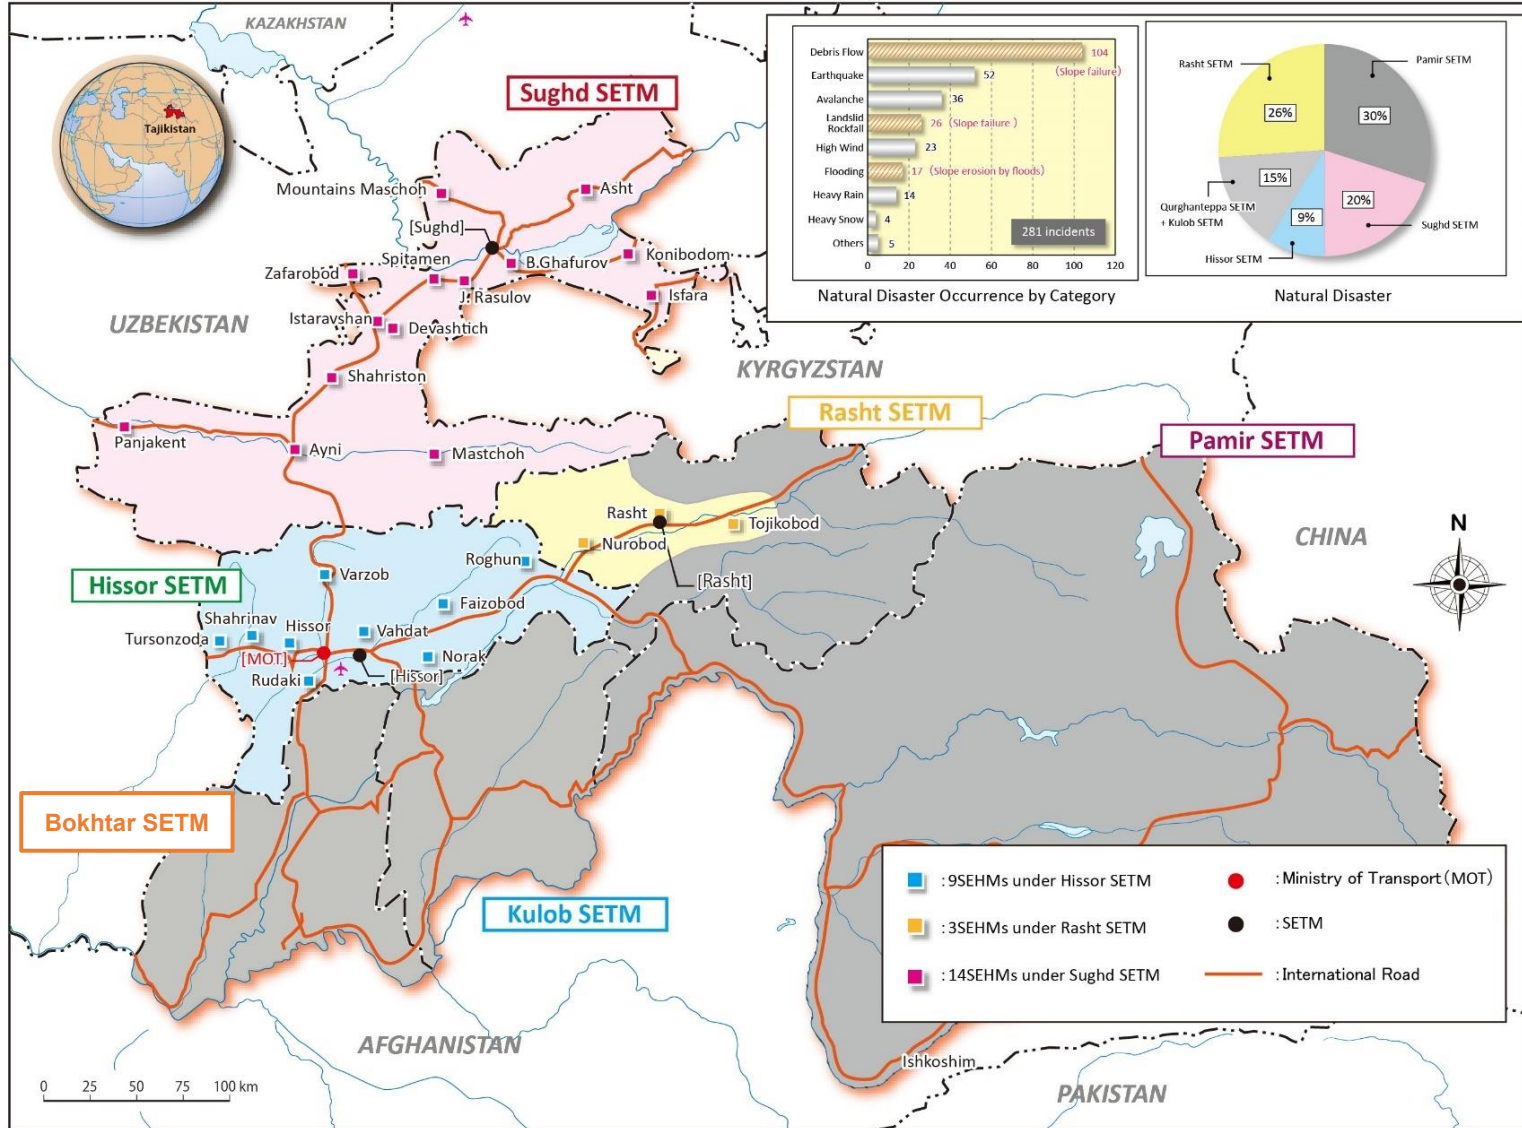 KAZAKHSTAN
Tajikistan
Sughd SETM
Mountains Maschoh
Asht
[Sughd]
Spitamen
B.Ghafurov
Konibodom
Zafarobod
J. Rasulov
Isfara
Istaravshan
Devashtich
UZBEKISTAN
Shahriston
KYRGYZSTAN
Panjakent
Ayni
Mastchoh
Rasht SETM
Pamir SETM
Rasht
Tojikobod
Nurobod
[Rasht]
CHINA
N
Hissor SETM
Roghun
Varzob
Faizobod
Shahrinav
Hissor
Vahdat
Tursonzoda
[MOT]
Norak
[Hissor]
Rudaki
Bokhtar SETM
Kulob SETM
AFGHANISTAN
Ishkoshim
PAKISTAN
0 25 50 75 100 km
Debris Flow
104
(Slope failure)
Earthquake
52
Avalanche
36
Landslid
Rockfall
26 (Slope failure )
High Wind
23
Flooding
17 (Slope erosion by floods)
Heavy Rain
14
Heavy Snow
4
Others
5
281 incidents
0 20 40 60 80 100 120
Natural Disaster Occurrence by Category
Rasht SETM
Pamir SETM
26%
30%
15%
20%
9%
Qurghanteppa SETM
+ Kulob SETM
Sughd SETM
Hissor SETM
Natural Disaster
:9SEHMs under Hissor SETM
:Ministry of Transport(MOT)
:3SEHMs under Rasht SETM
:SETM
:14SEHMs under Sughd SETM
:International Road